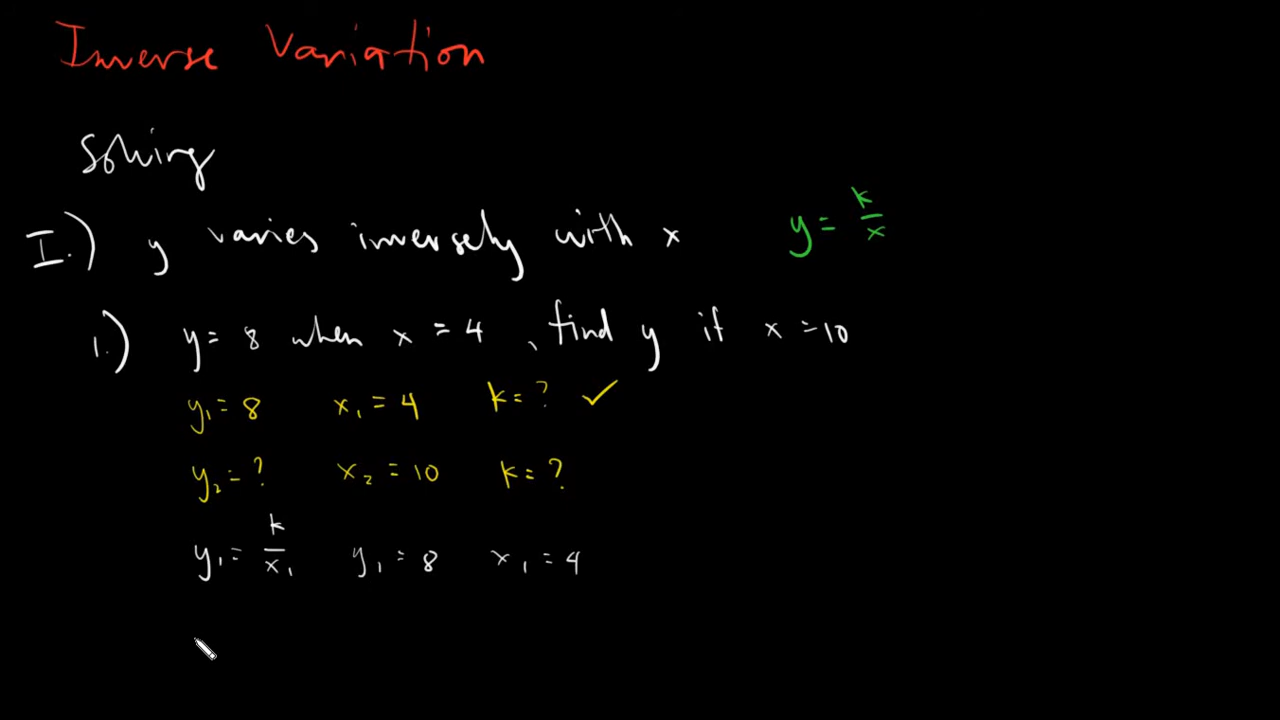 Inverse Variation
Solving
I.) y varies inversely with x y = k/x
1.) y = 8 when x = 4, find y if x = 10
y₁ = 8 x₁ = 4 k = ? ✓
y₂ = ? x₂ = 10 k = ?
y₁ = k/x₁ y₁ = 8 x₁ = 4